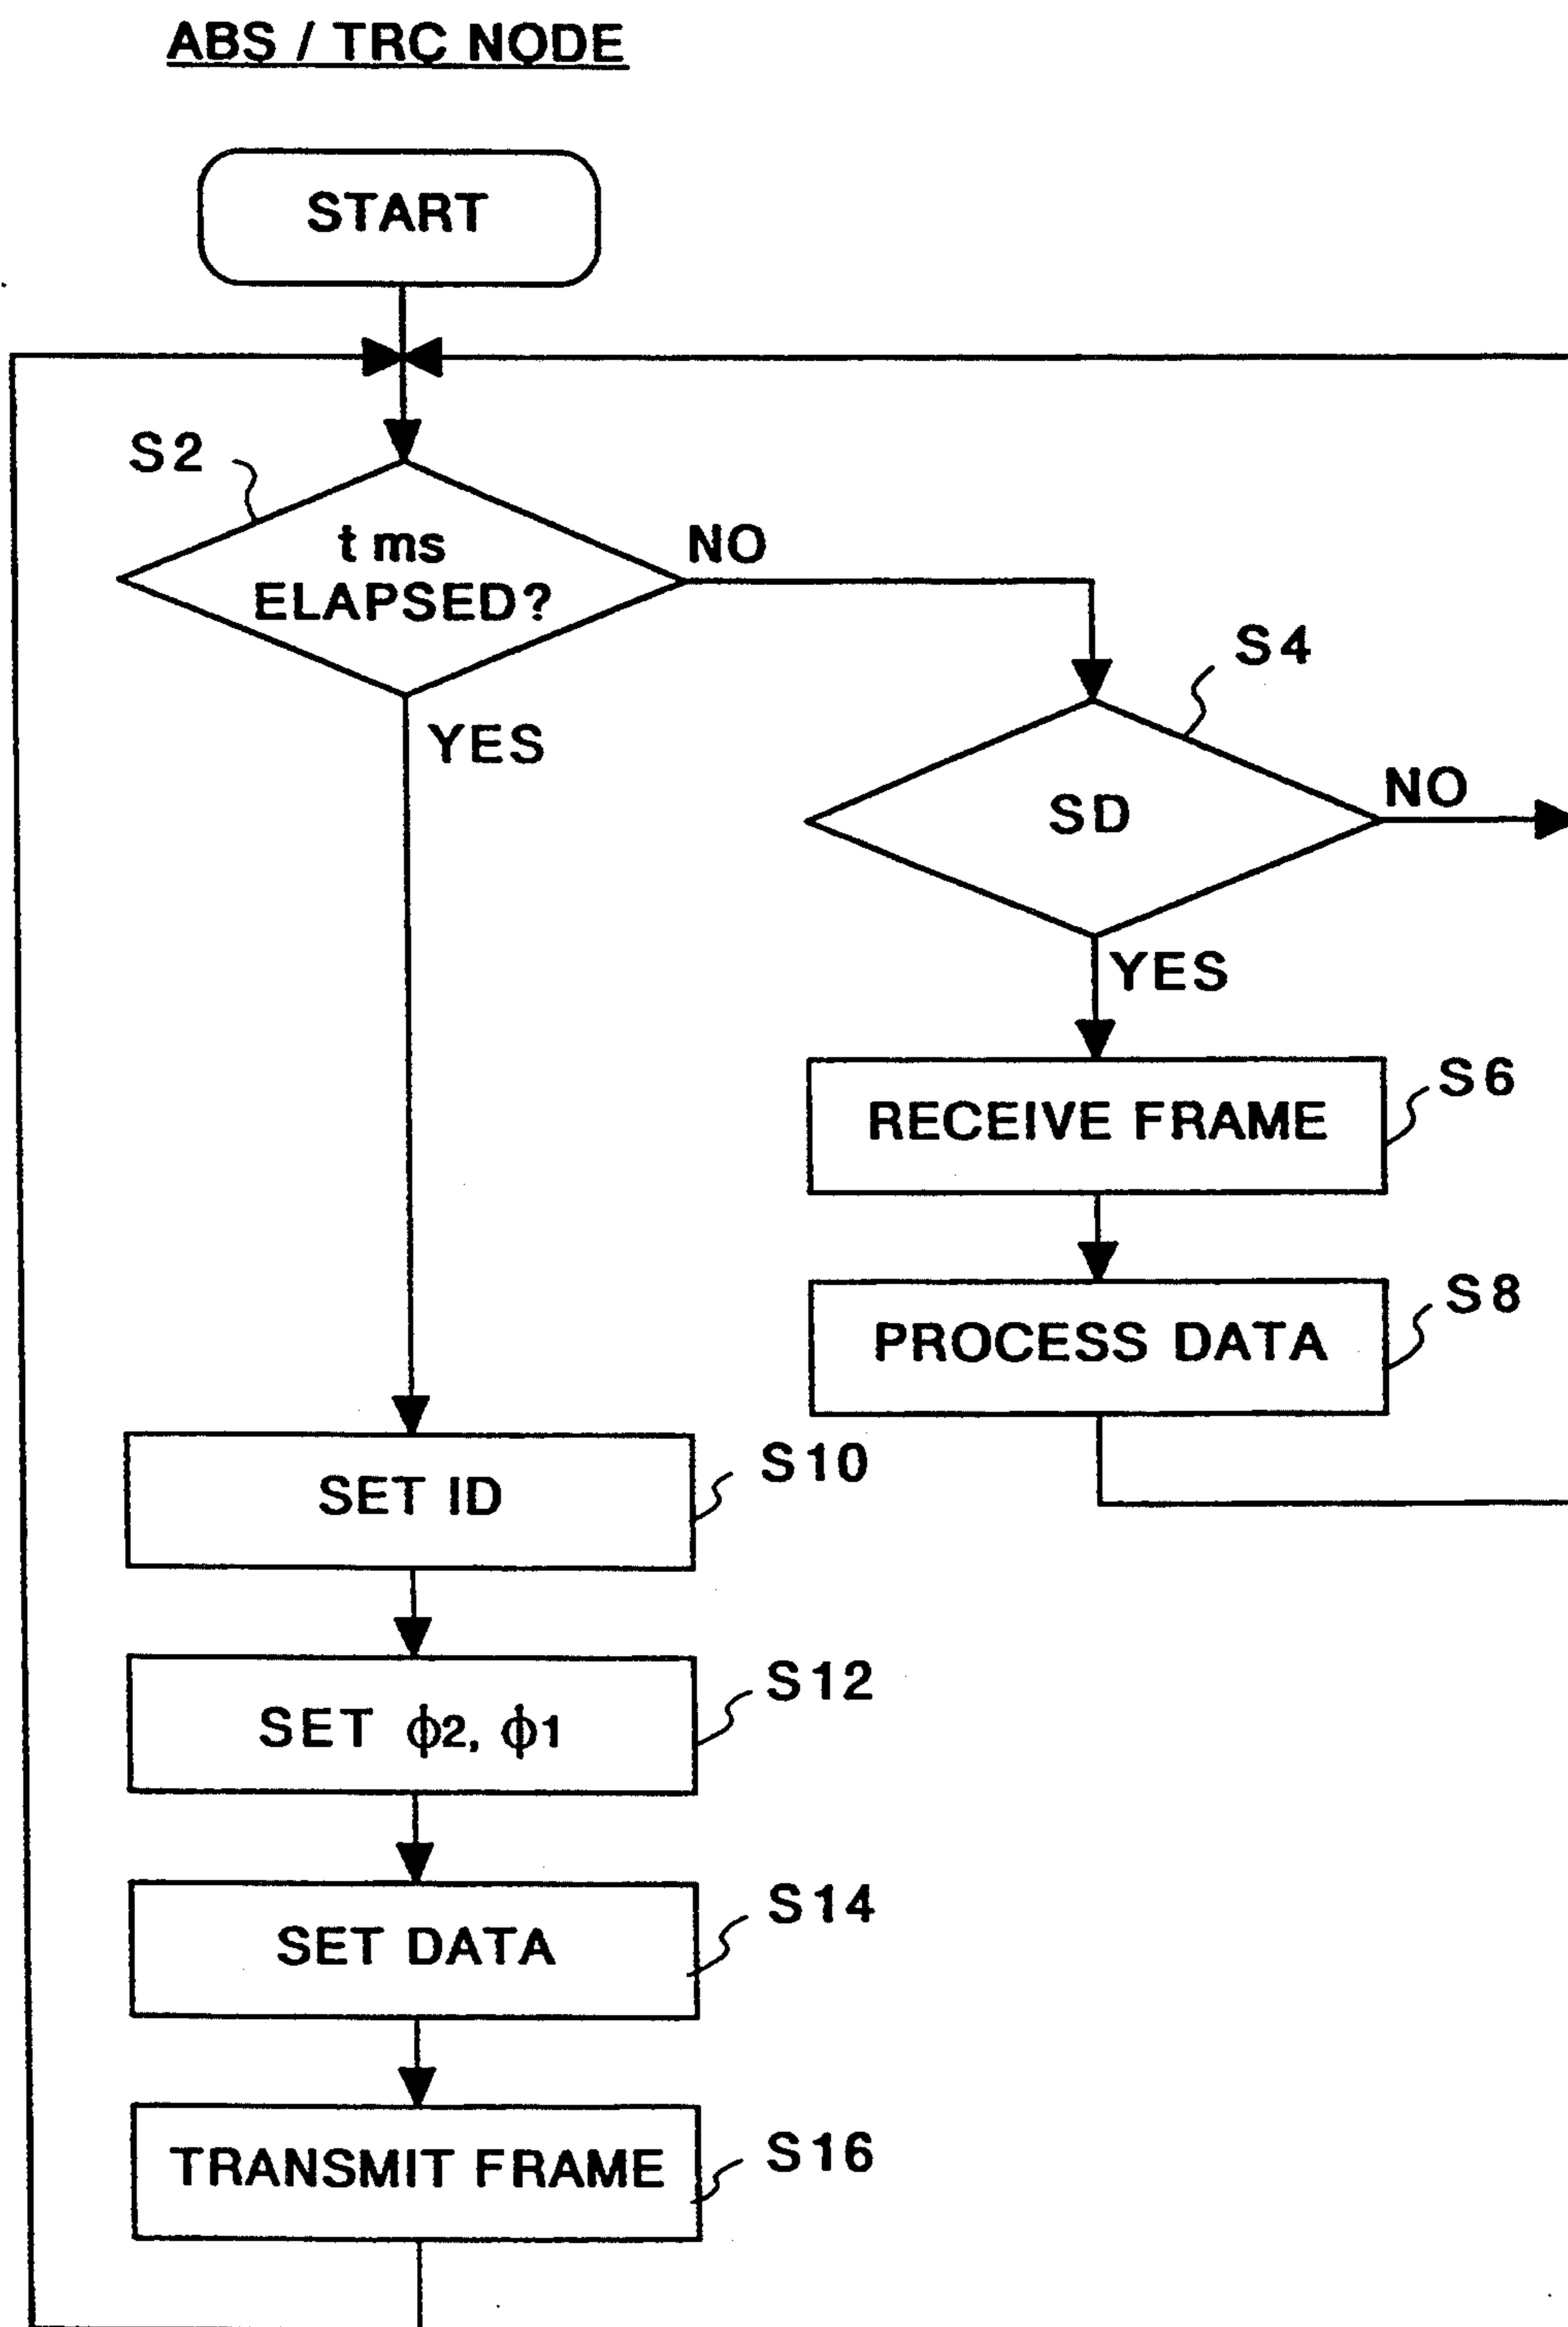 ABS / TRC NODE
START
S2
t ms
ELAPSED?
NO
YES
S4
SD
NO
YES
RECEIVE FRAME
S6
PROCESS DATA
S8
SET ID
S10
SET ϕ2, ϕ1
S12
SET DATA
S14
TRANSMIT FRAME
S16